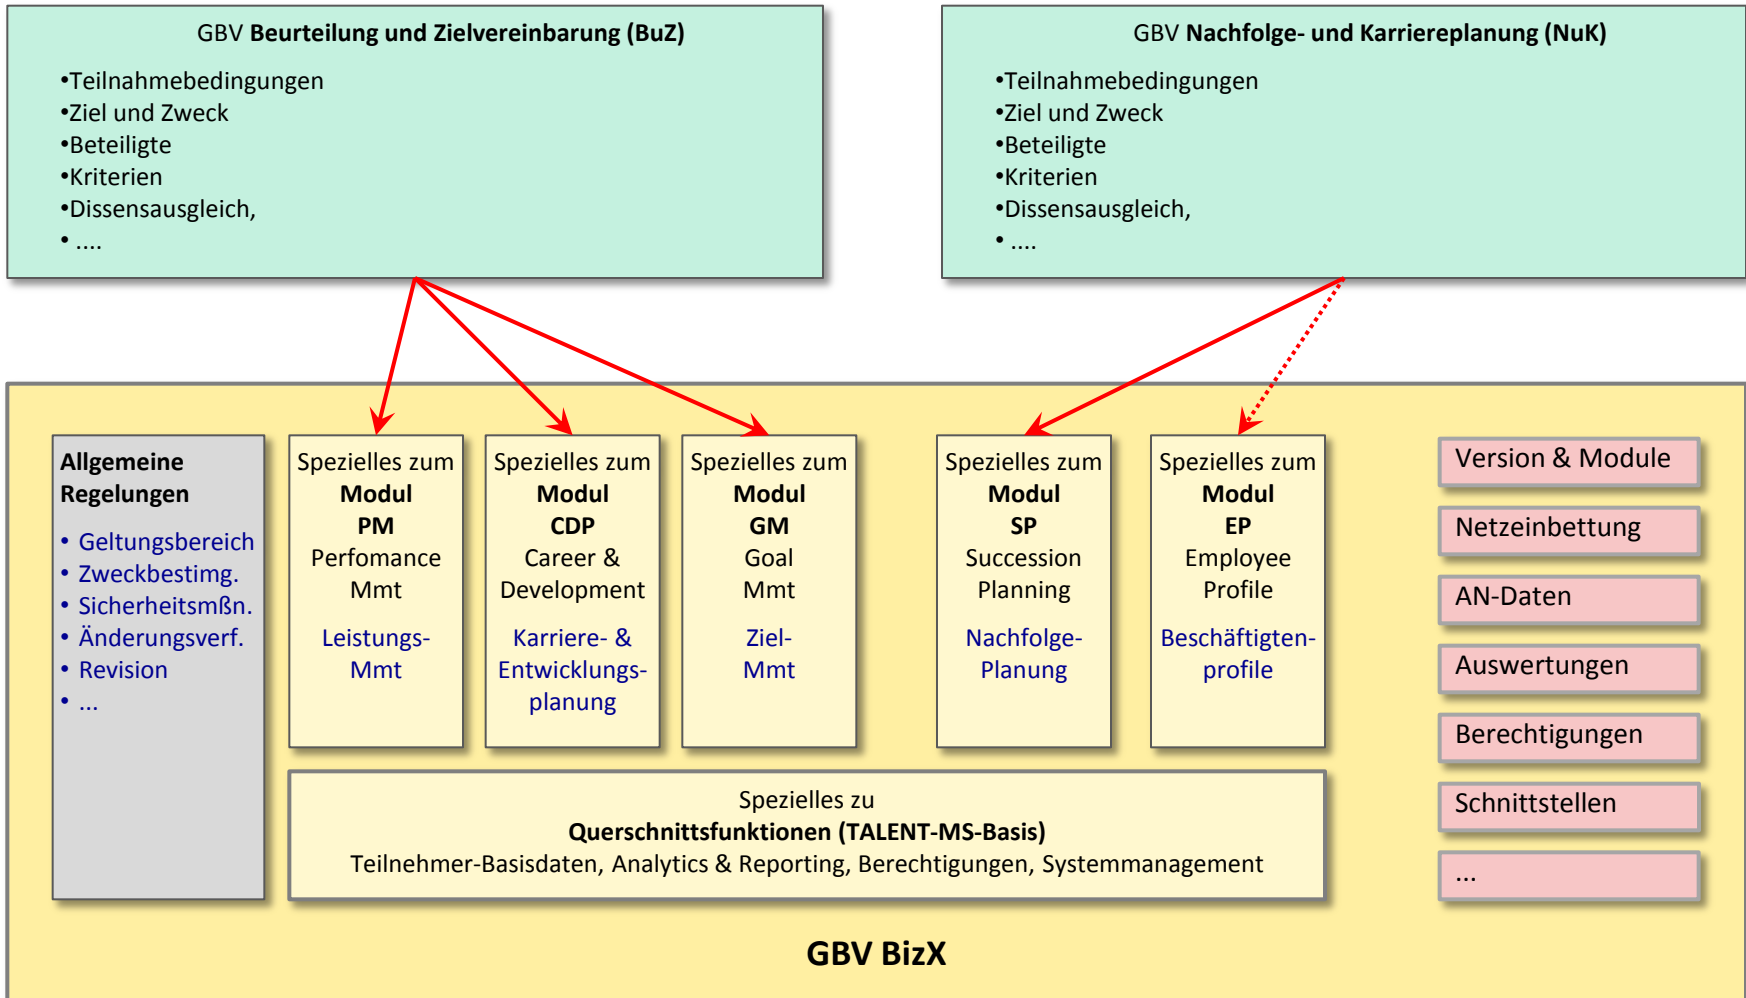 GBV Beurteilung und Zielvereinbarung (BuZ)
•Teilnahmebedingungen
•Ziel und Zweck
•Beteiligte
•Kriterien
•Dissensausgleich,
• ....
GBV Nachfolge- und Karriereplanung (NuK)
•Teilnahmebedingungen
•Ziel und Zweck
•Beteiligte
•Kriterien
•Dissensausgleich,
• ....
Allgemeine
Regelungen
• Geltungsbereich
• Zweckbestimg.
• Sicherheitsmßn.
• Änderungsverf.
• Revision
• ...
Spezielles zum
Modul
PM
Perfomance
Mmt
Leistungs-
Mmt
Spezielles zum
Modul
CDP
Career &
Development
Karriere- &
Entwicklungs-
planung
Spezielles zum
Modul
GM
Goal
Mmt
Ziel-
Mmt
Spezielles zum
Modul
SP
Succession
Planning
Nachfolge-
Planung
Spezielles zum
Modul
EP
Employee
Profile
Beschäftigten-
profile
Spezielles zu
Querschnittsfunktionen (TALENT-MS-Basis)
Teilnehmer-Basisdaten, Analytics & Reporting, Berechtigungen, Systemmanagement
Version & Module
Netzeinbettung
AN-Daten
Auswertungen
Berechtigungen
Schnittstellen
...
GBV BizX